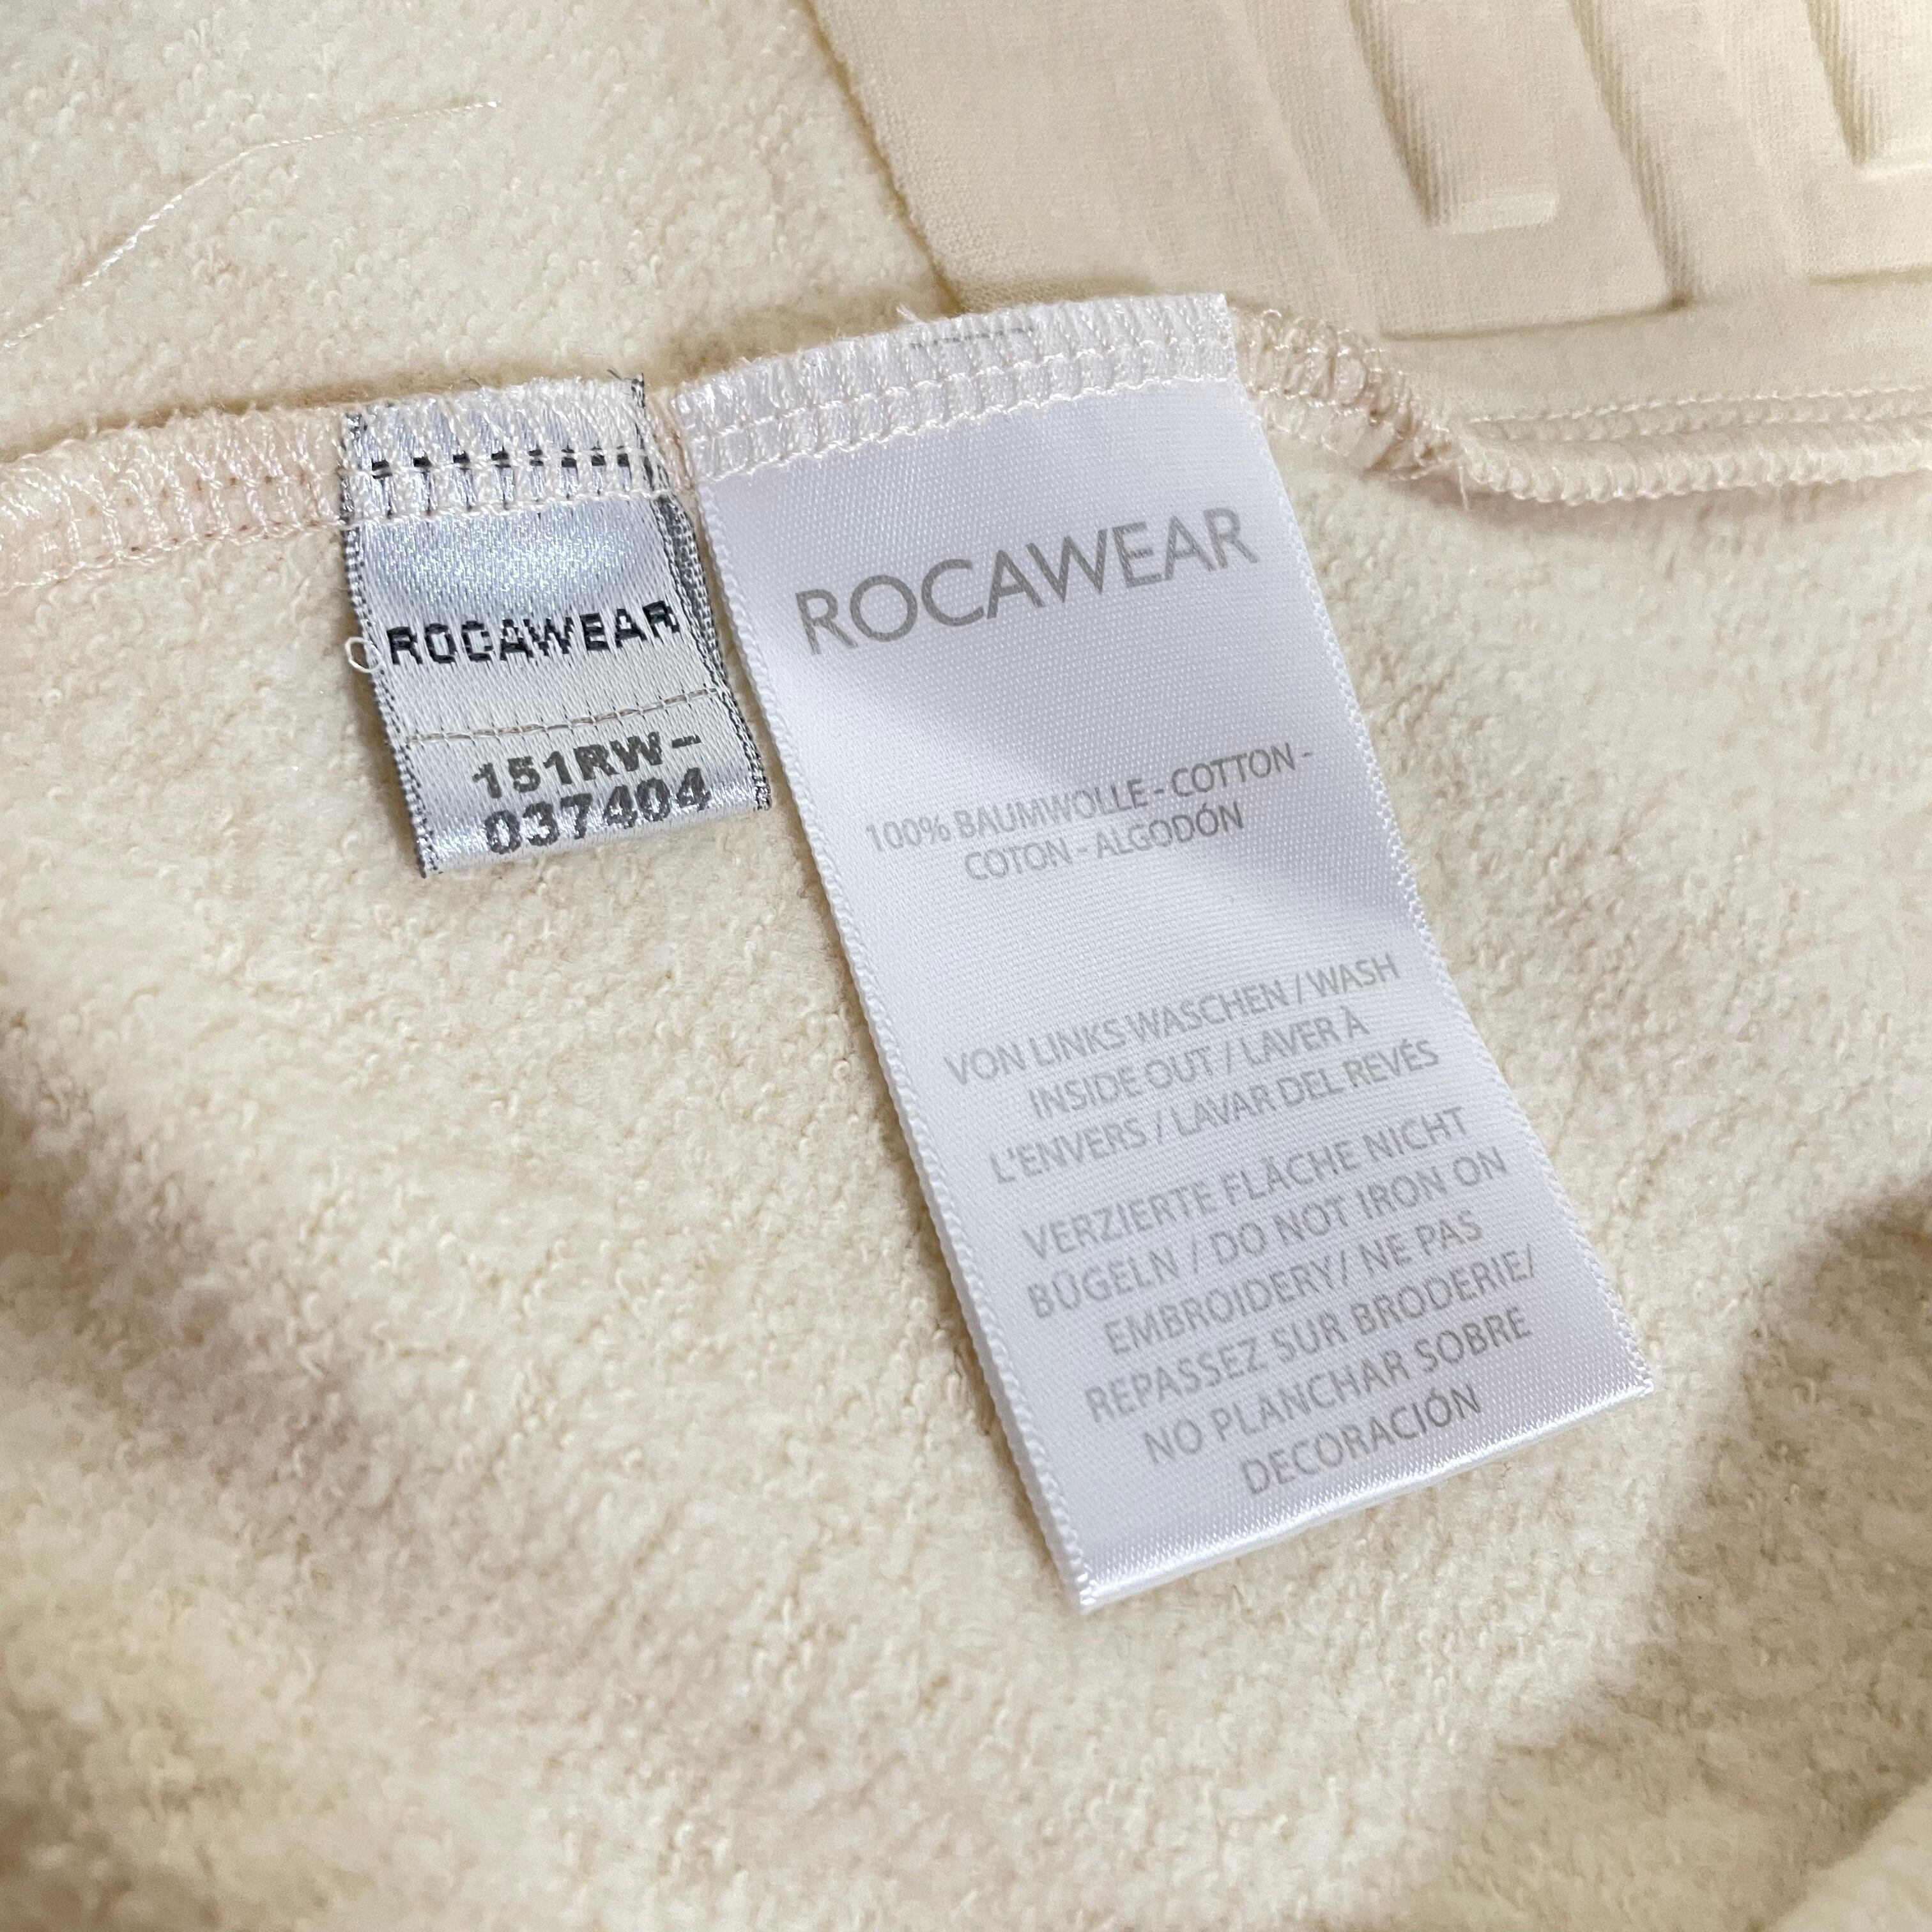 ROCAWEAR
151RW-
037404
ROCAWEAR
100% BAUMWOLLE - COTTON -
COTON - ALGODÓN
VON LINKS WASCHEN / WASH
INSIDE OUT / LAVER À
L'ENVERS / LAVAR DEL REVÉS
VERZIERTE FLÄCHE NICHT
BÜGELN / DO NOT IRON ON
EMBROIDERY/ NE PAS
REPASSEZ SUR BRODERIE/
NO PLANCHAR SOBRE
DECORACIÓN